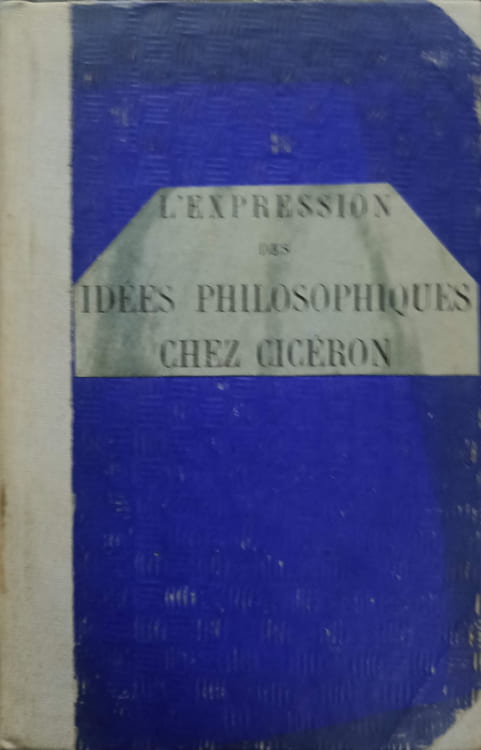 L'EXPRESSION
DES
IDÉES PHILOSOPHIQUES
CHEZ CICÉRON